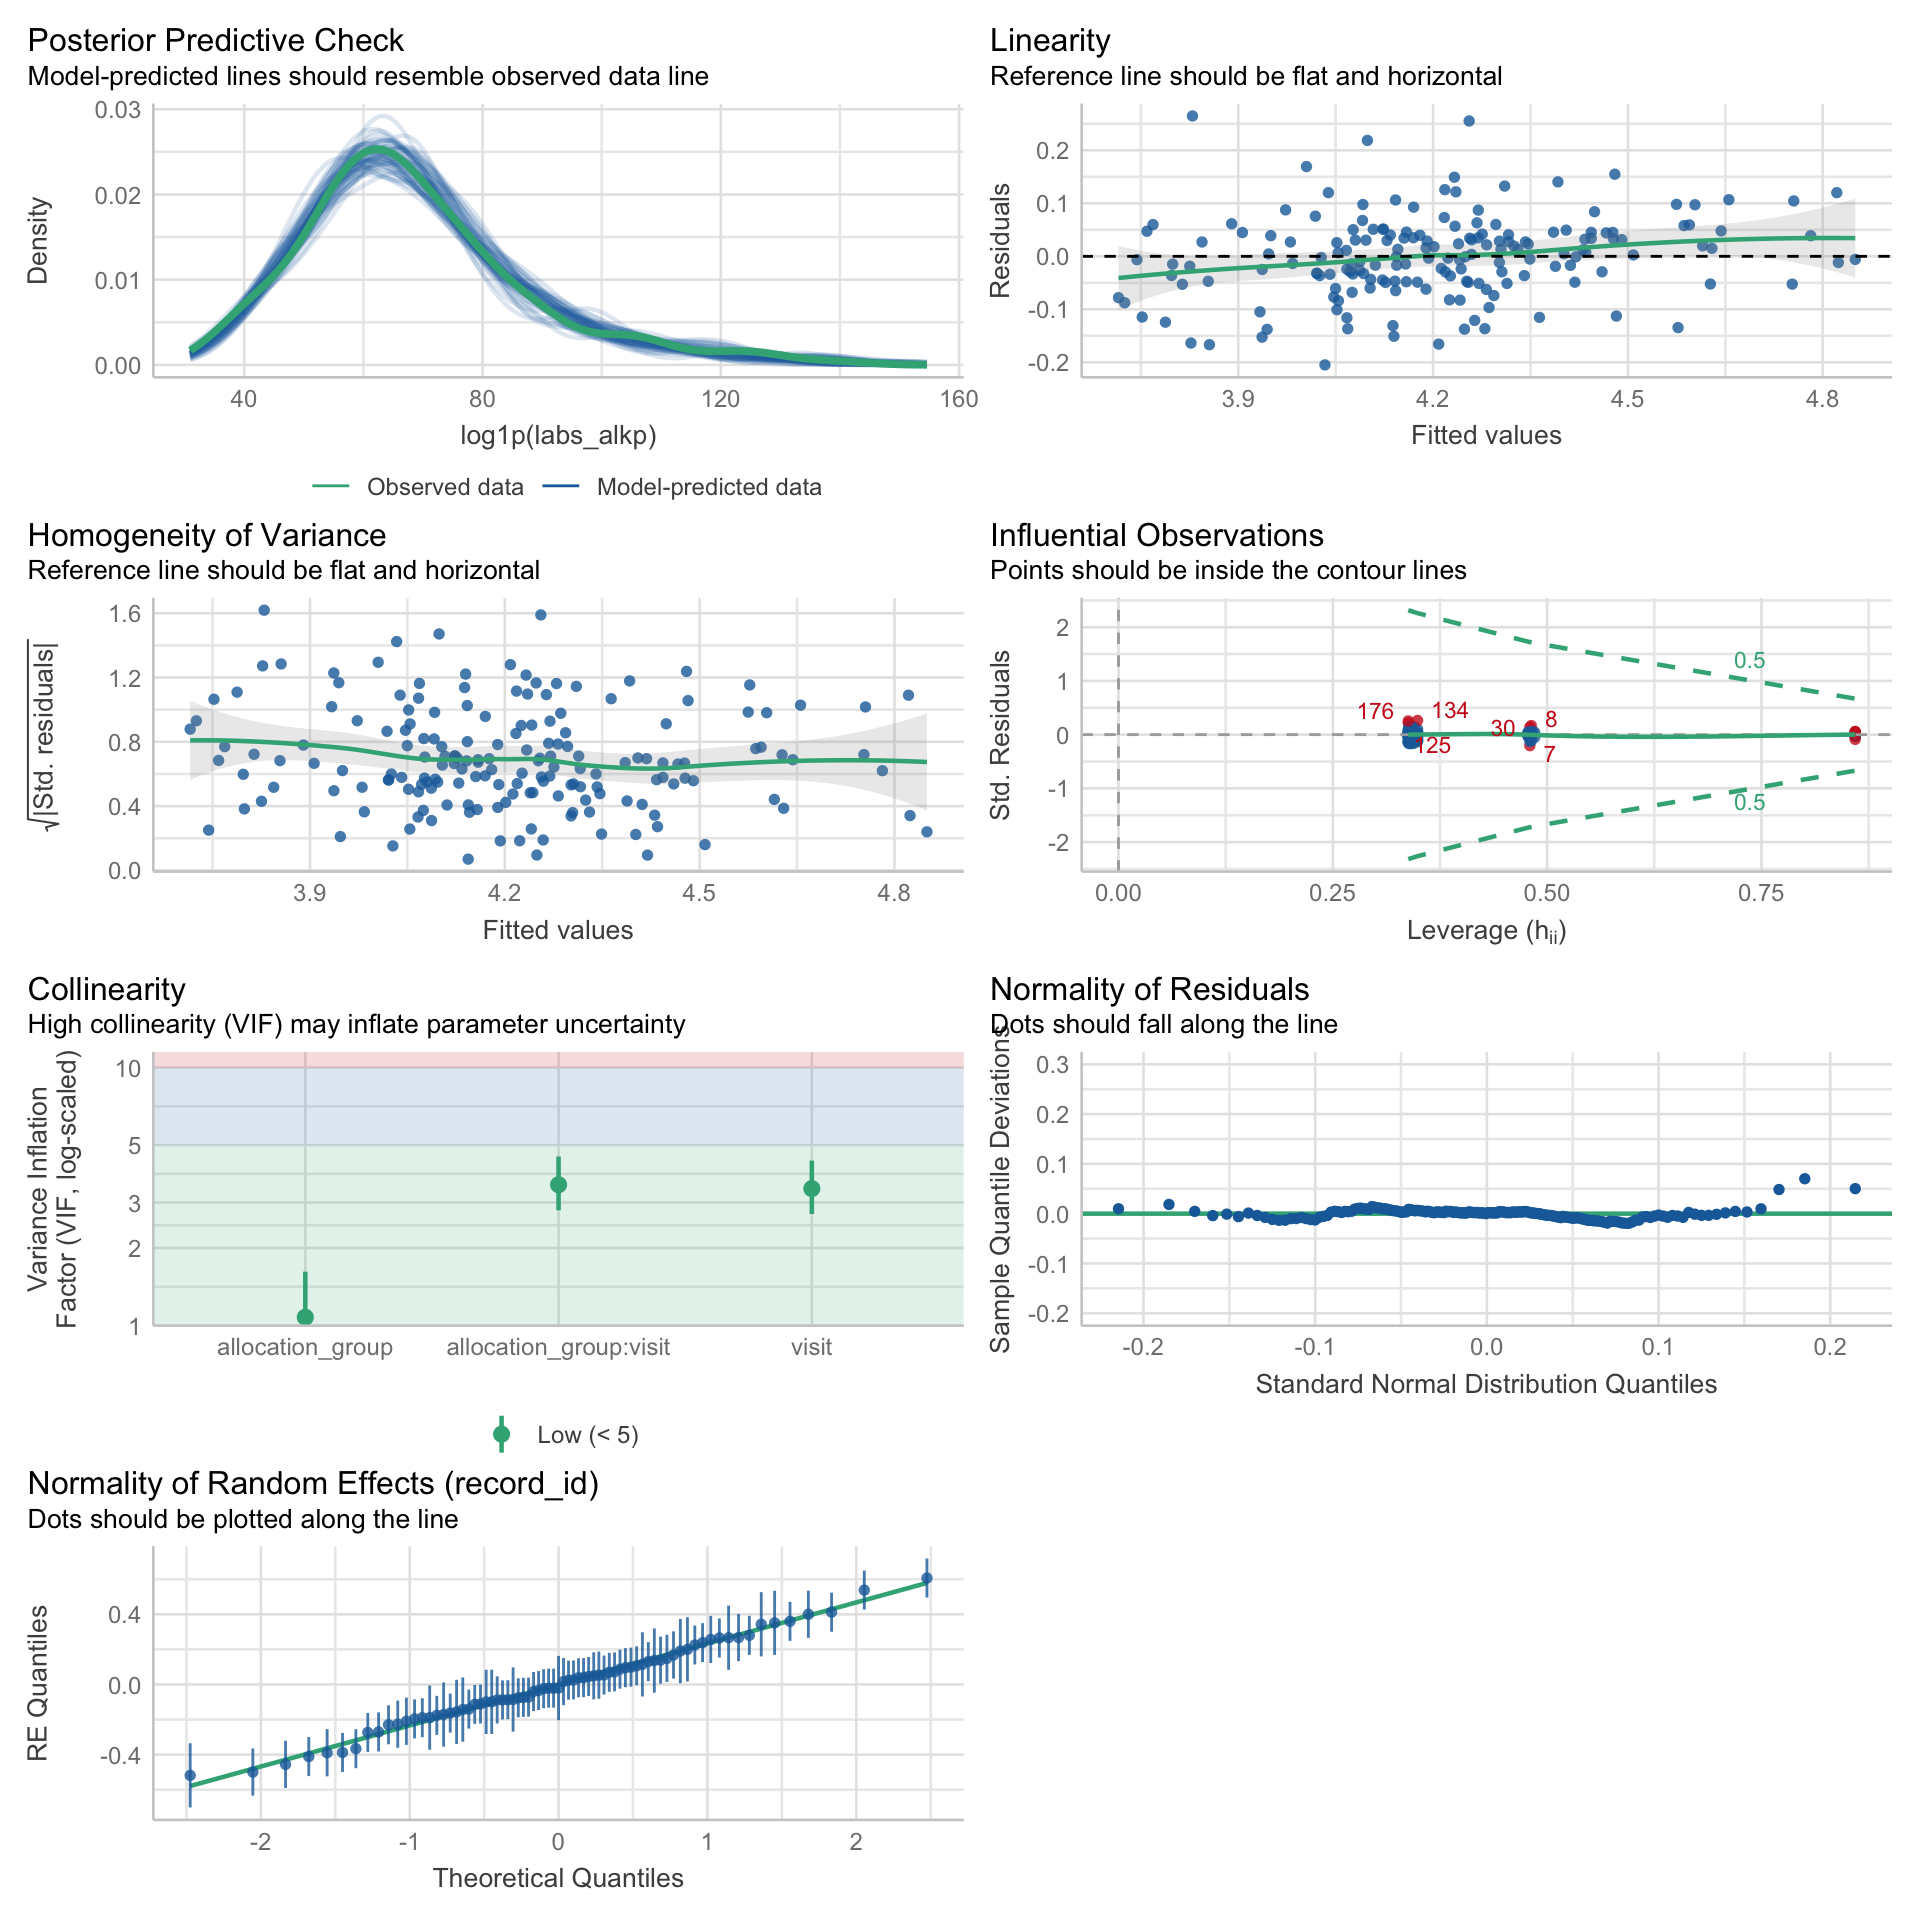 Posterior Predictive Check
Model-predicted lines should resemble observed data line
Density
0.03
0.02
0.01
0.00
40
80
120
160
log1p(labs_alkp)
Observed data
Model-predicted data
Linearity
Reference line should be flat and horizontal
Residuals
0.2
0.1
0.0
-0.1
-0.2
3.9
4.2
4.5
4.8
Fitted values
Homogeneity of Variance
Reference line should be flat and horizontal
√|Std. residuals|
1.6
1.2
0.8
0.4
0.0
3.9
4.2
4.5
4.8
Fitted values
Influential Observations
Points should be inside the contour lines
Std. Residuals
2
1
0
-1
-2
0.5
176
134
30
8
125
7
0.5
0.00
0.25
0.50
0.75
Leverage (hii)
Collinearity
High collinearity (VIF) may inflate parameter uncertainty
Variance Inflation
Factor (VIF, log-scaled)
10
5
3
2
1
allocation_group
allocation_group:visit
visit
Low (< 5)
Normality of Residuals
Dots should fall along the line
Sample Quantile Deviations
0.3
0.2
0.1
0.0
-0.1
-0.2
-0.2
-0.1
0.0
0.1
0.2
Standard Normal Distribution Quantiles
Normality of Random Effects (record_id)
Dots should be plotted along the line
RE Quantiles
0.4
0.0
-0.4
-2
-1
0
1
2
Theoretical Quantiles